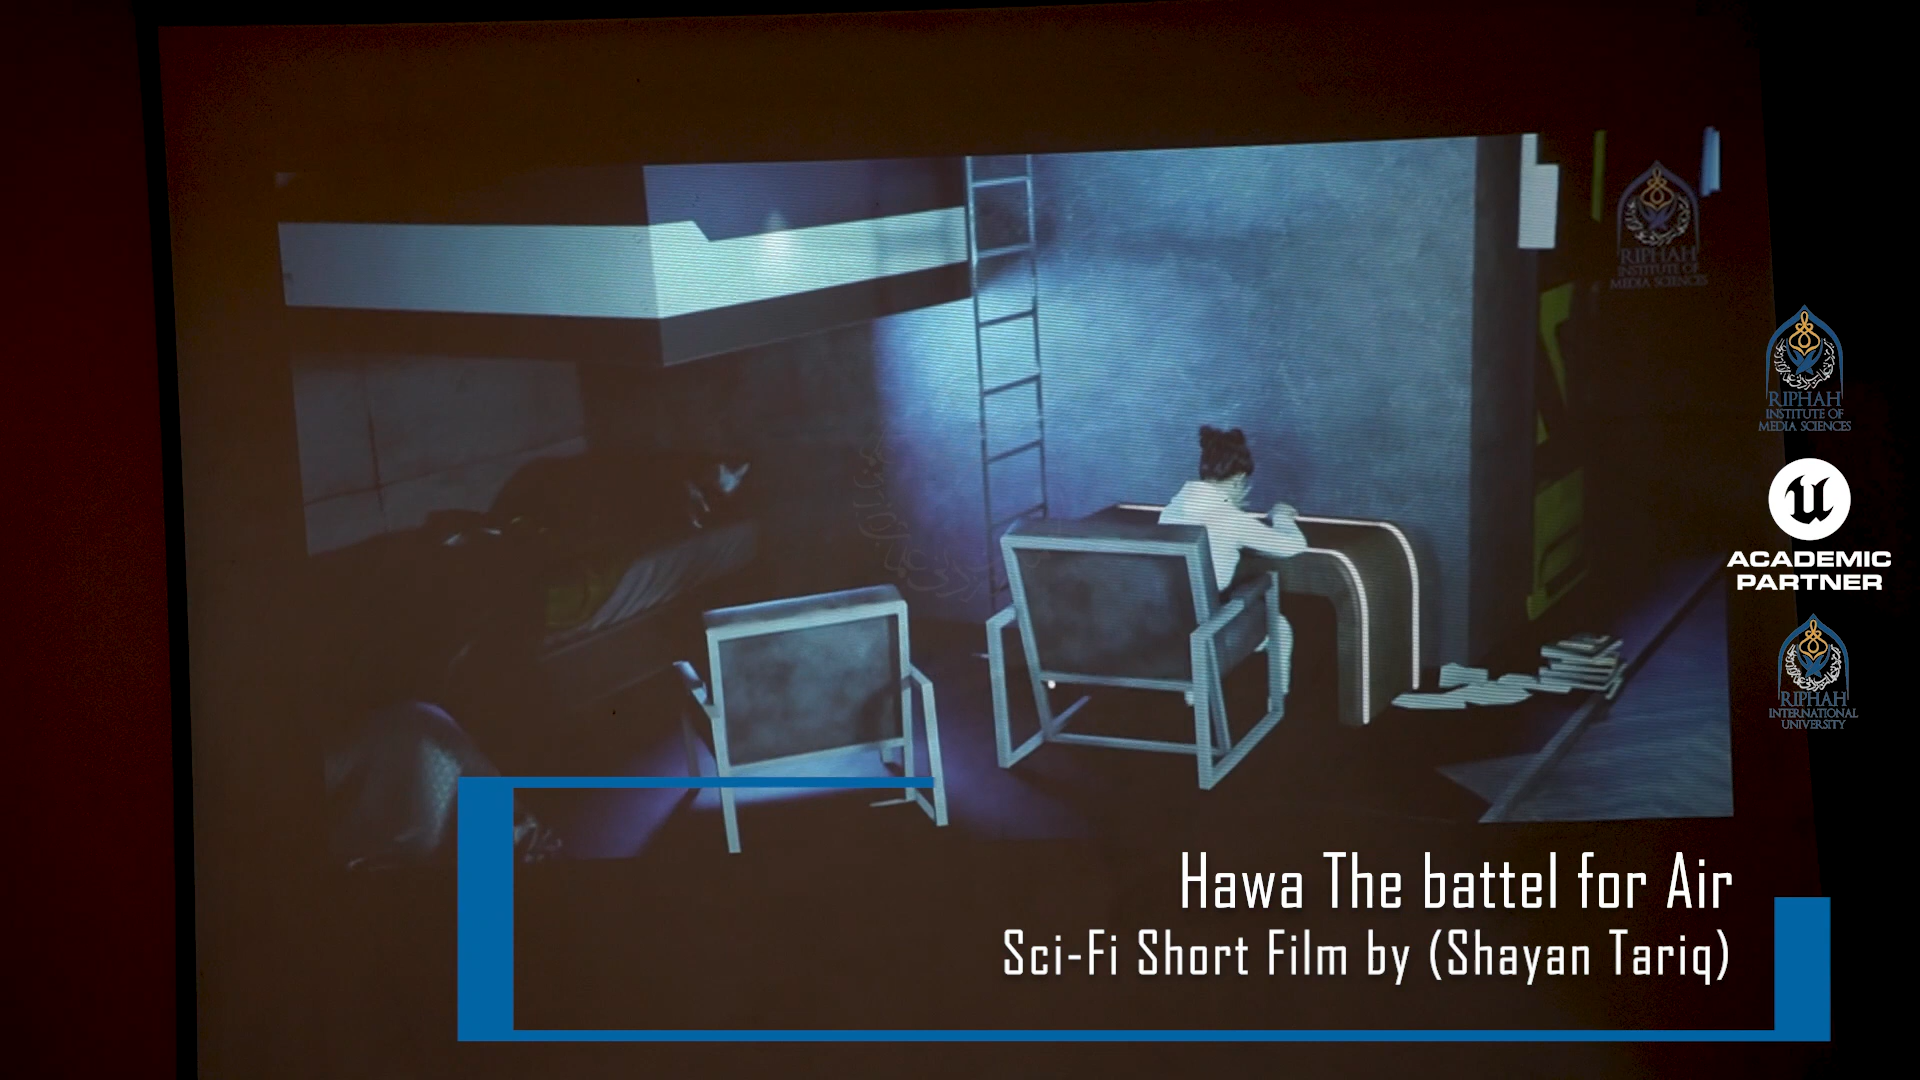 RIPHAH
INSTITUTE OF
MEDIA SCIENCES
RIPHAH
INSTITUTE OF
MEDIA SCIENCES
ACADEMIC
PARTNER
RIPHAH
INTERNATIONAL
UNIVERSITY
Hawa The battel for Air
Sci-Fi Short Film by (Shayan Tariq)